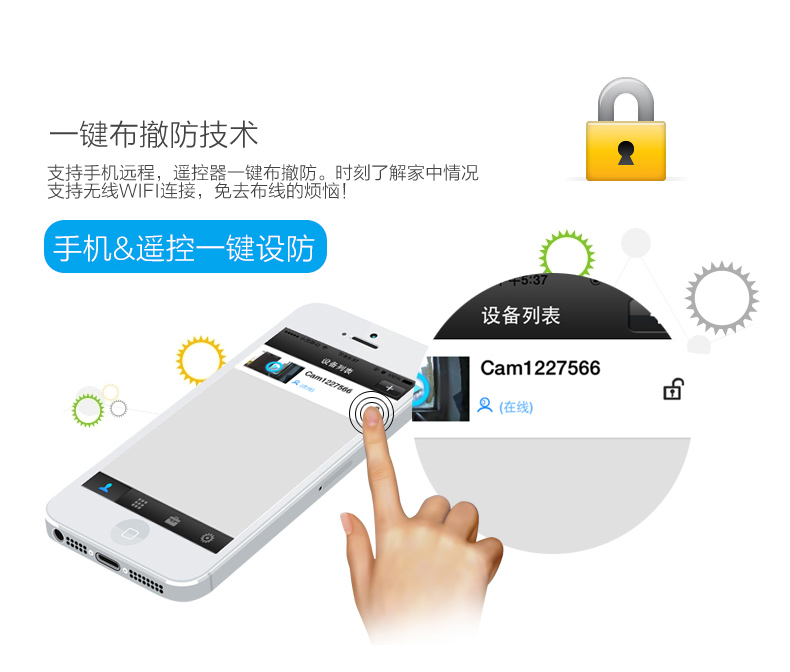 一键布撤防技术
支持手机远程，遥控器一键布撤防。时刻了解家中情况
支持无线WIFI连接，免去布线的烦恼！
手机&遥控一键设防
5:37
设备列表
Cam1227566
(在线)
设备列表
Cam1227566
(在线)